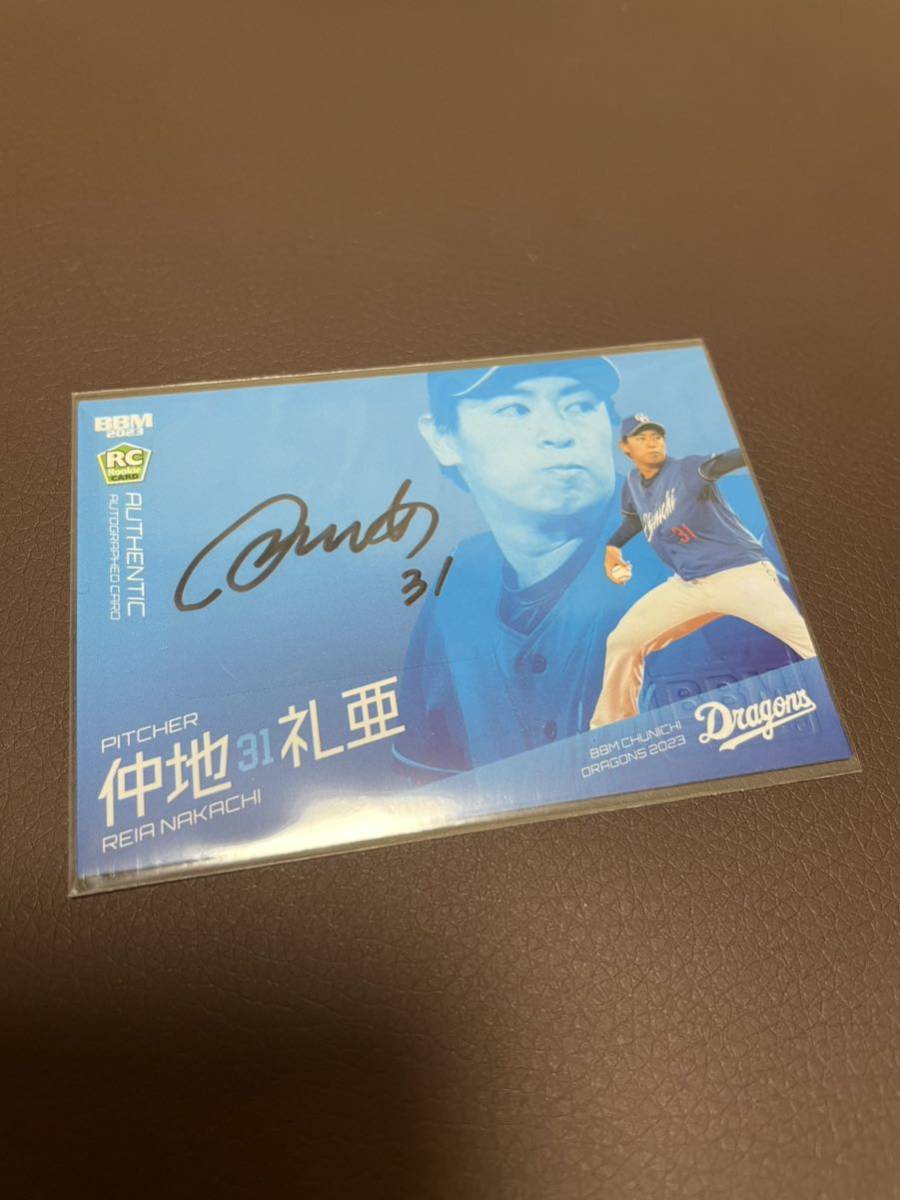 BBM
2023
RC
Rookie
CARD
AUTHENTIC
AUTOGRAPHED CARD
31
Chunichi
31
PITCHER
仲地 31 礼亜
REIA NAKACHI
BBM CHUNICHI
DRAGONS 2023
Dragons
BBM